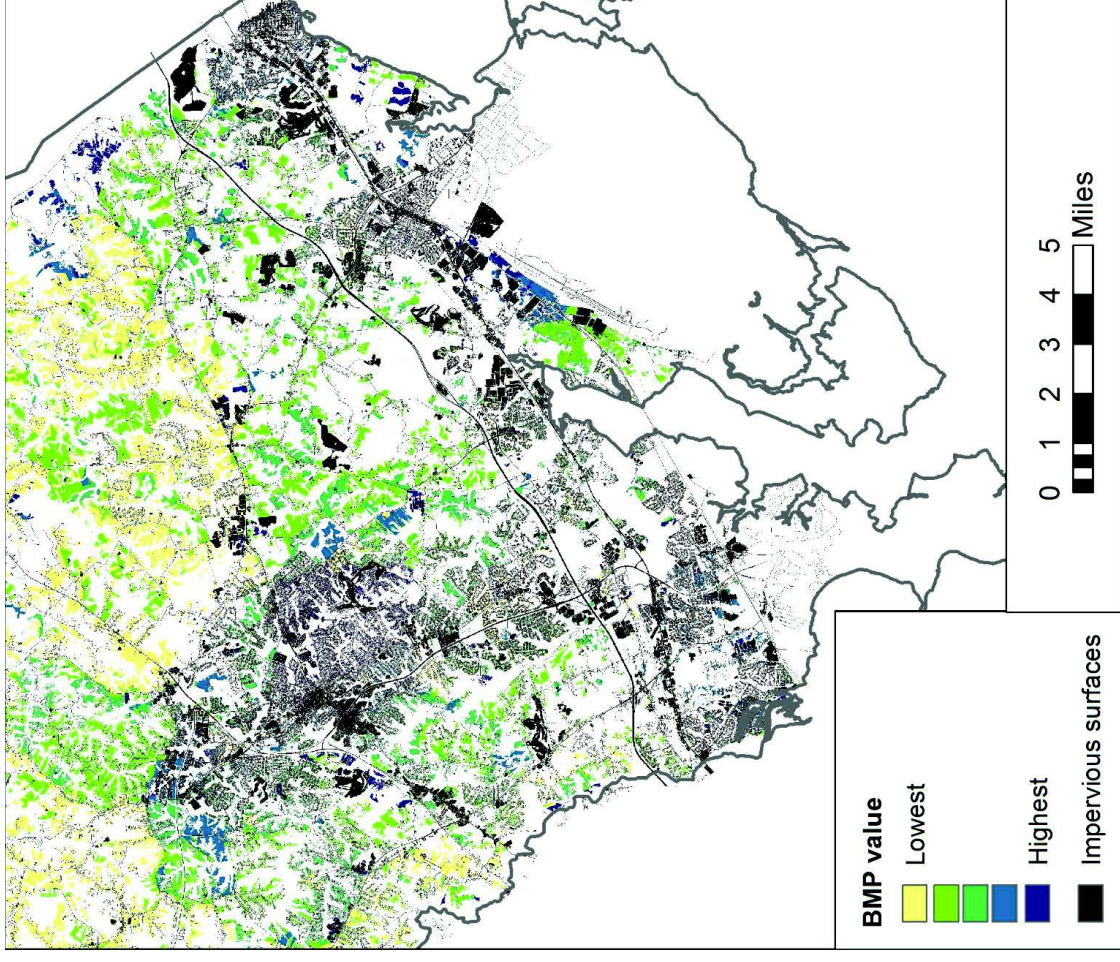 BMP value
Lowest
Highest
Impervious surfaces
0 1 2 3 4 5
Miles